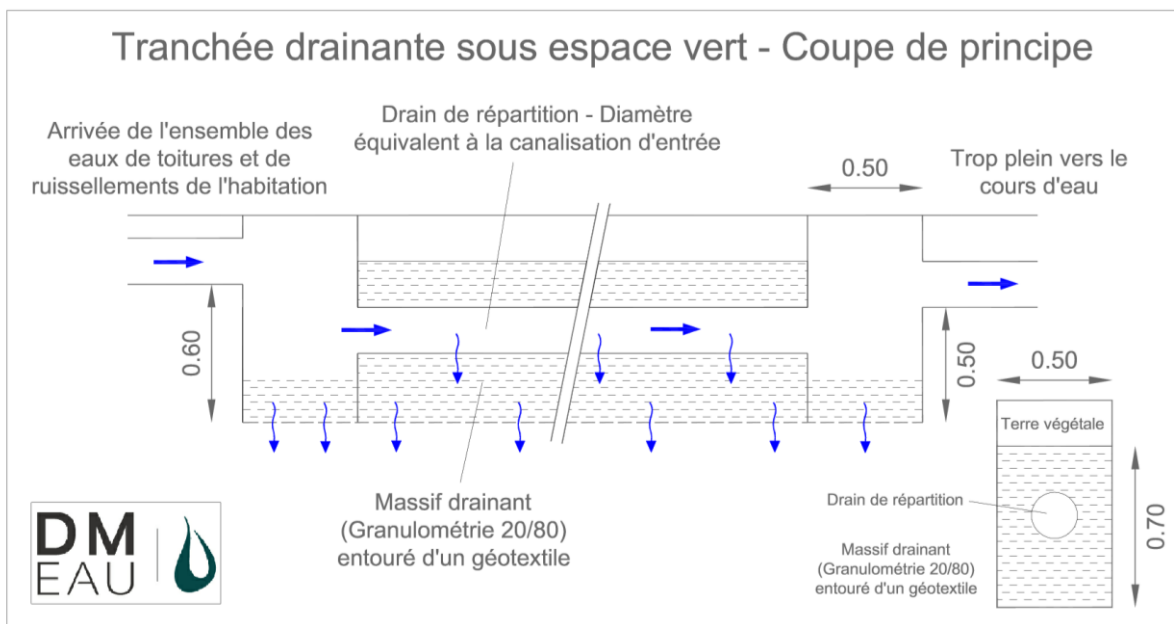 Tranchée drainante sous espace vert - Coupe de principe
Arrivée de l'ensemble des
eaux de toitures et de
ruissellements de l'habitation
Drain de répartition - Diamètre
équivalent à la canalisation d'entrée
0.50
Trop plein vers le
cours d'eau
0.60
0.50
0.50
Terre végétale
Drain de répartition
0.70
Massif drainant
(Granulométrie 20/80)
entouré d'un géotextile
Massif drainant
(Granulométrie 20/80)
entouré d'un géotextile
DM
EAU